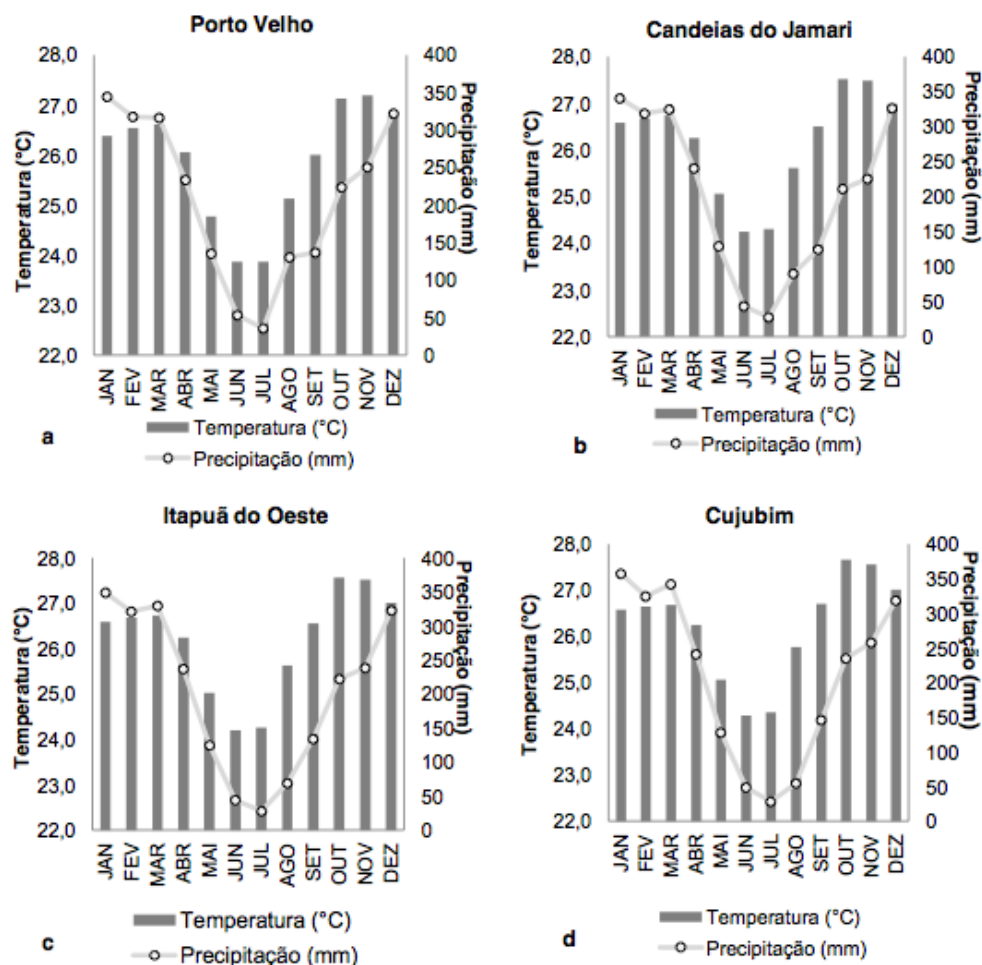 Porto Velho
Temperatura (°C)
28,0
27,0
26,0
25,0
24,0
23,0
22,0
400
350
300
250
200
150
100
50
0
Precipitação (mm)
JAN
FEV
MAR
ABR
MAI
JUN
JUL
AGO
SET
OUT
NOV
DEZ
a
Temperatura (°C)
Precipitação (mm)
Candeias do Jamari
Temperatura (°C)
28,0
27,0
26,0
25,0
24,0
23,0
22,0
400
350
300
250
200
150
100
50
0
Precipitação (mm)
JAN
FEV
MAR
ABR
MAI
JUN
JUL
AGO
SET
OUT
NOV
DEZ
b
Temperatura (°C)
Precipitação (mm)
Itapuã do Oeste
Temperatura (°C)
28,0
27,0
26,0
25,0
24,0
23,0
22,0
400
350
300
250
200
150
100
50
0
Precipitação (mm)
JAN
FEV
MAR
ABR
MAI
JUN
JUL
AGO
SET
OUT
NOV
DEZ
c
Temperatura (°C)
Precipitação (mm)
Cujubim
Temperatura (°C)
28,0
27,0
26,0
25,0
24,0
23,0
22,0
400
350
300
250
200
150
100
50
0
Precipitação (mm)
JAN
FEV
MAR
ABR
MAI
JUN
JUL
AGO
SET
OUT
NOV
DEZ
d
Temperatura (°C)
Precipitação (mm)